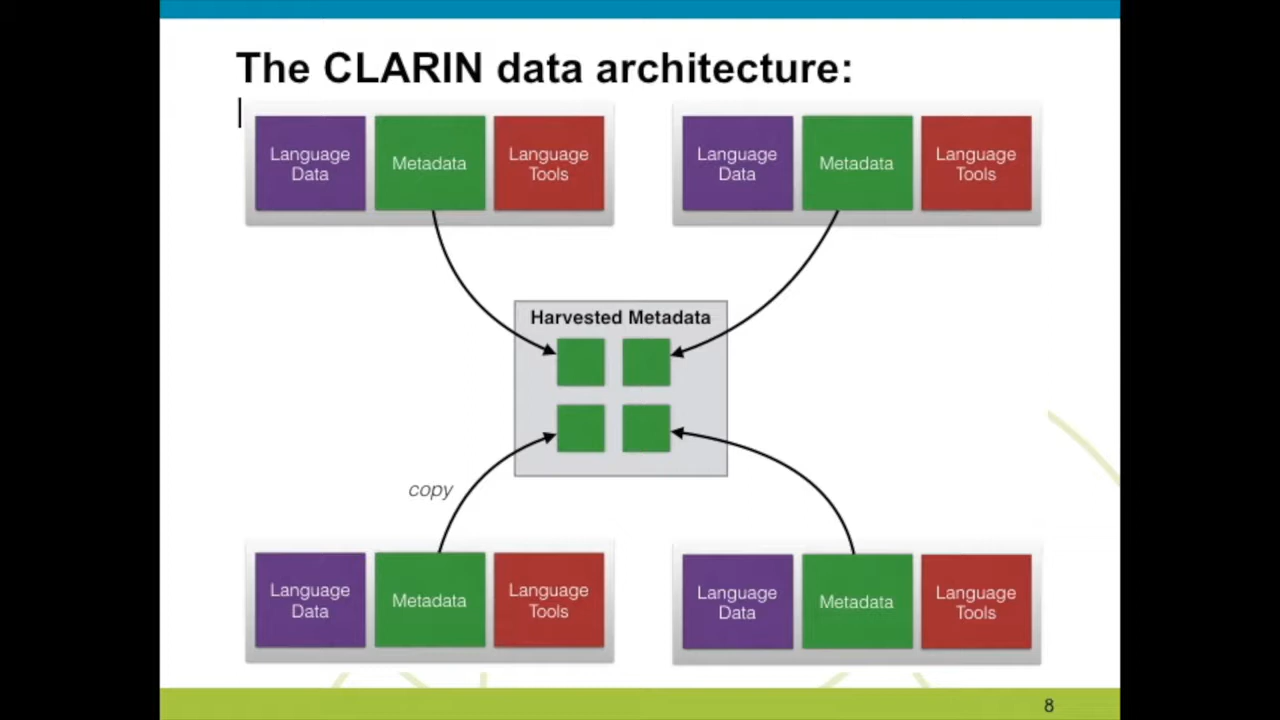 The CLARIN data architecture:
Language
Data
Metadata
Language
Tools
Language
Data
Metadata
Language
Tools
Harvested Metadata
copy
Language
Data
Metadata
Language
Tools
Language
Data
Metadata
Language
Tools
8